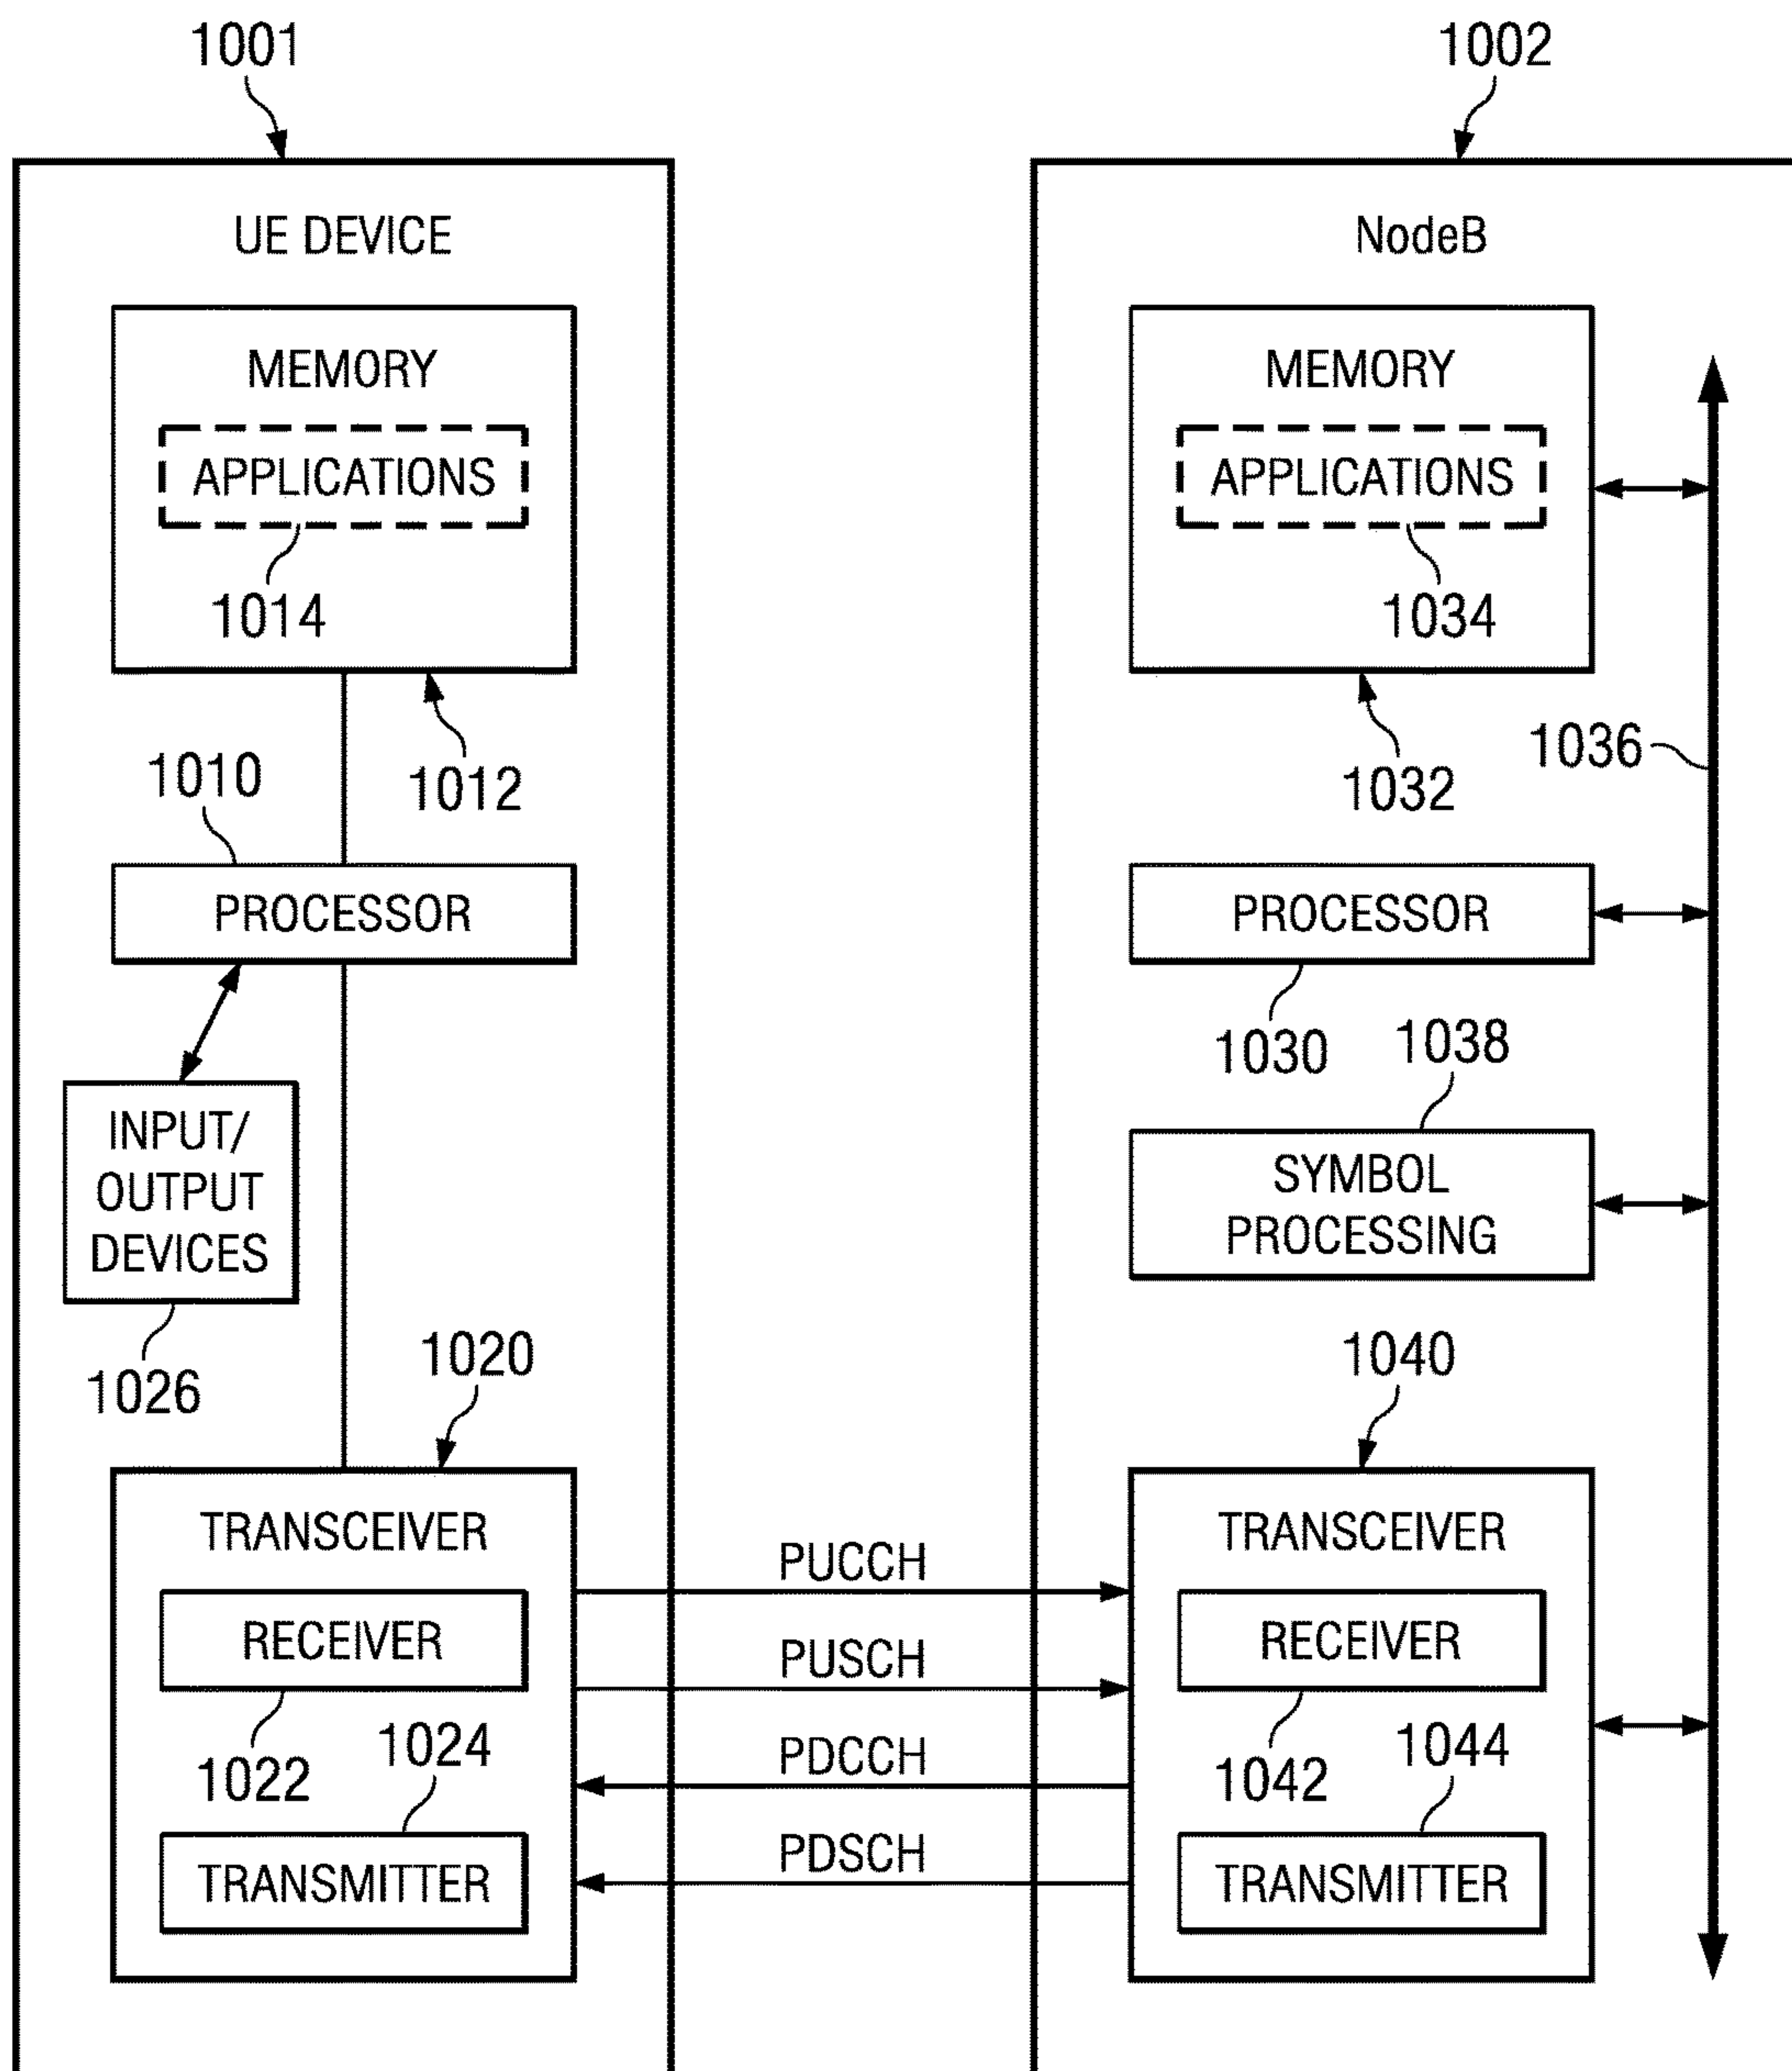 1001
1002
UE DEVICE
NodeB
MEMORY
APPLICATIONS
1014
1012
1010
PROCESSOR
INPUT/
OUTPUT
DEVICES
1026
1020
TRANSCEIVER
RECEIVER
1022
1024
TRANSMITTER
PUCCH
PUSCH
PDCCH
PDSCH
MEMORY
APPLICATIONS
1034
1032
1036
PROCESSOR
1030
1038
SYMBOL
PROCESSING
1040
TRANSCEIVER
RECEIVER
1042
1044
TRANSMITTER